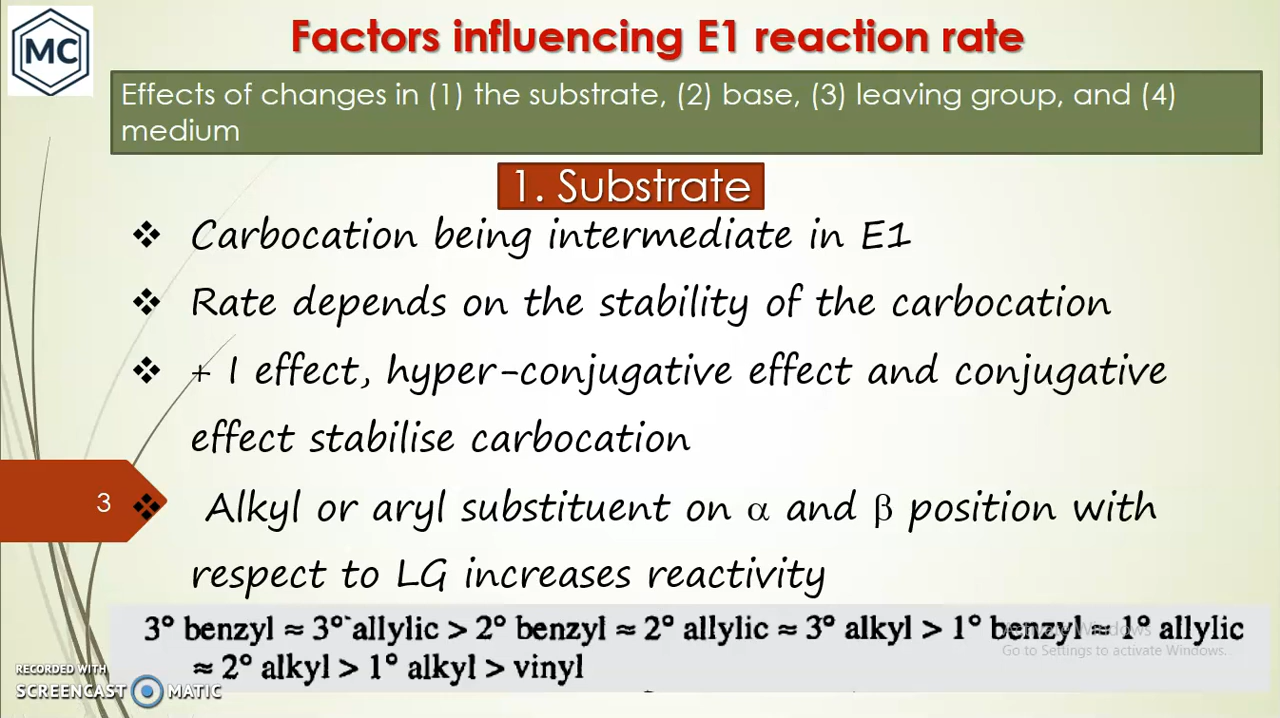 MC
Factors influencing E1 reaction rate
Effects of changes in (1) the substrate, (2) base, (3) leaving group, and (4)
medium
1. Substrate
❖ Carbocation being intermediate in E1
❖ Rate depends on the stability of the carbocation
❖ + I effect, hyper-conjugative effect and conjugative
effect stabilise carbocation
3
❖ Alkyl or aryl substituent on α and β position with
respect to LG increases reactivity
3° benzyl ≈ 3° allylic > 2° benzyl ≈ 2° allylic ≈ 3° alkyl > 1° benzyl ≈ 1° allylic
≈ 2° alkyl > 1° alkyl > vinyl
Activate Windows
Go to Settings to activate Windows.
RECORDED WITH
SCREENCAST MATIC